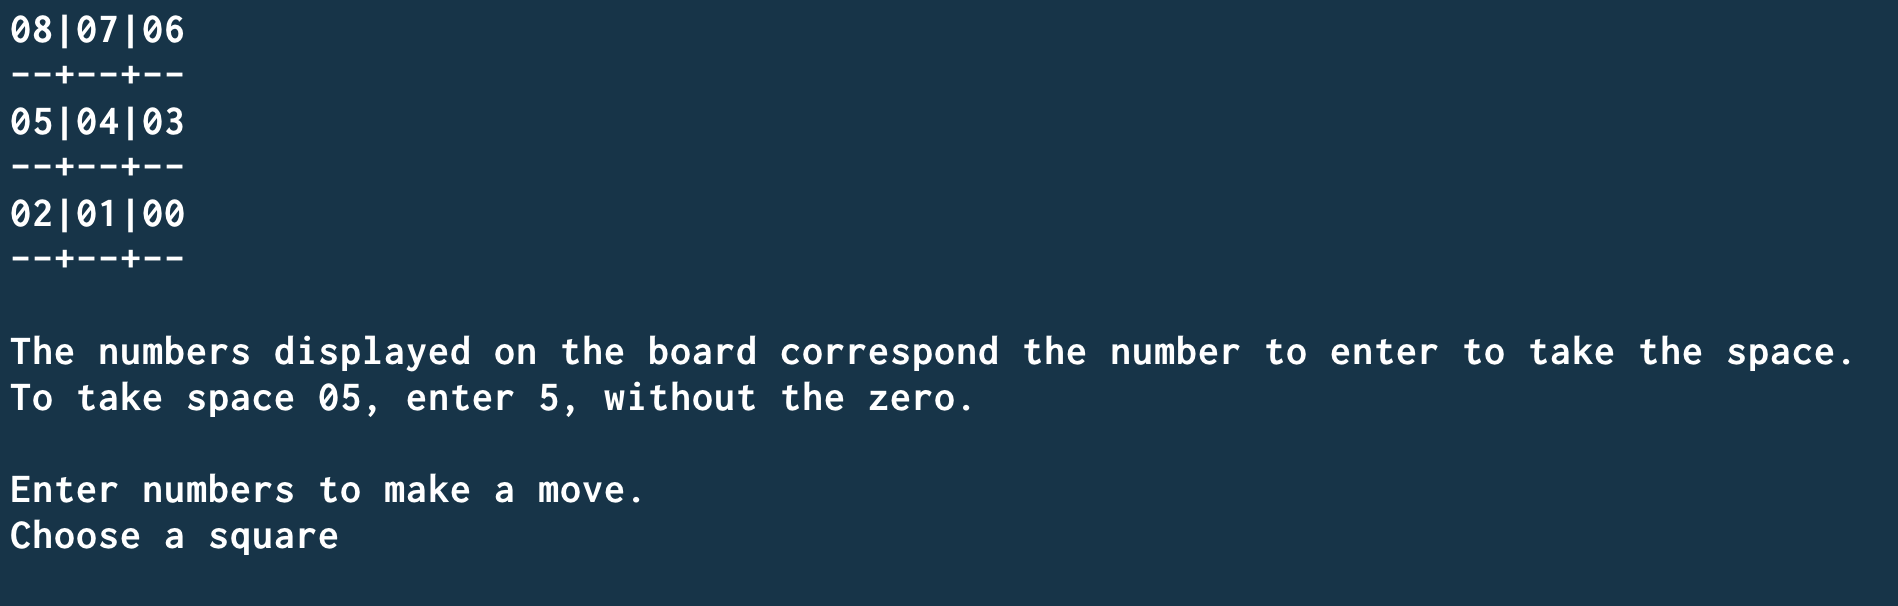 08|07|06
--+--+--
05|04|03
--+--+--
02|01|00
--+--+--
The numbers displayed on the board correspond the number to enter to take the space.
To take space 05, enter 5, without the zero.
Enter numbers to make a move.
Choose a square